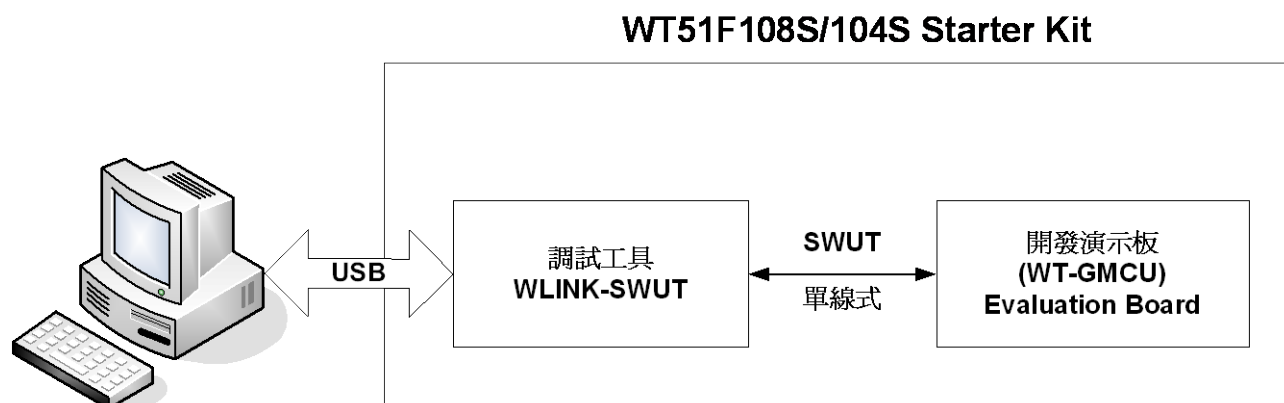 WT51F108S/104S Starter Kit
USB
調試工具
WLINK-SWUT
SWUT
單線式
開發演示板
(WT-GMCU)
Evaluation Board